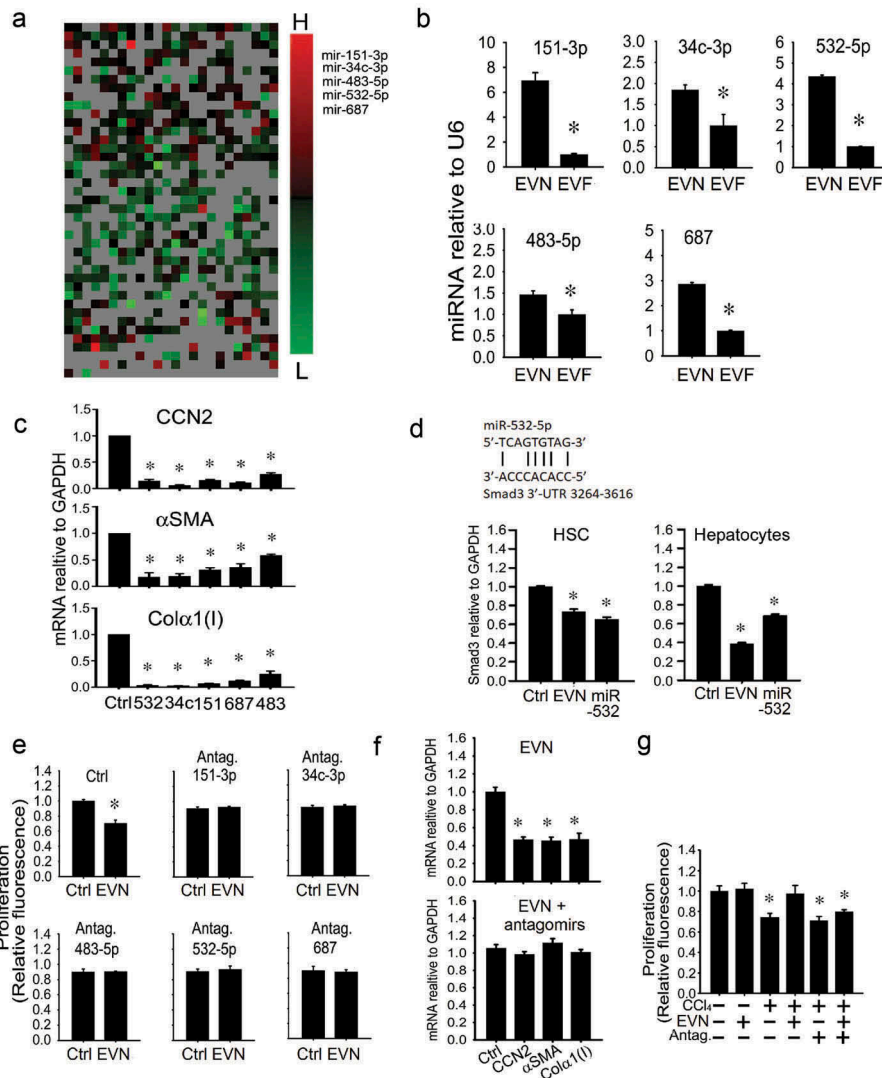 a
H
mir-151-3p
mir-34c-3p
mir-483-5p
mir-532-5p
mir-687
L
b
miRNA relative to U6
151-3p
10
8
6
4
2
0
EVN EVF
*
34c-3p
3.0
2.5
2.0
1.5
1.0
0.5
0.0
EVN EVF
*
532-5p
6
5
4
3
2
1
0
EVN EVF
*
483-5p
3.0
2.5
2.0
1.5
1.0
0.5
0.0
EVN EVF
*
687
5
4
3
2
1
0
EVN EVF
*
c
mRNA realtive to GAPDH
CCN2
1.5
1.0
0.5
0.0
* * * * *
αSMA
1.5
1.0
0.5
0.0
* * * * *
Colα1(I)
1.5
1.0
0.5
0.0
* * * * *
Ctrl 532 34c 151 687 483
d
miR-532-5p
5'-TCAGTGTAG-3'
3'-ACCCACACC-5'
Smad3 3'-UTR 3264-3616
Smad3 relative to GAPDH
HSC
1.6
1.4
1.2
1.0
0.8
0.6
0.4
0.2
0.0
* *
Ctrl EVN miR
-532
Hepatocytes
1.6
1.4
1.2
1.0
0.8
0.6
0.4
0.2
0.0
* *
Ctrl EVN miR
-532
e
Proliferation
(Relative fluorescence)
Ctrl
1.4
1.2
1.0
0.8
0.6
0.4
0.2
0.0
*
Ctrl EVN
Antag.
151-3p
Ctrl EVN
Antag.
34c-3p
Ctrl EVN
Antag.
483-5p
1.4
1.2
1.0
0.8
0.6
0.4
0.2
0.0
Ctrl EVN
Antag.
532-5p
Ctrl EVN
Antag.
687
Ctrl EVN
f
mRNA realtive to GAPDH
EVN
1.4
1.2
1.0
0.8
0.6
0.4
0.2
0.0
* * *
mRNA realtive to GAPDH
EVN +
antagomirs
1.4
1.2
1.0
0.8
0.6
0.4
0.2
0.0
Ctrl CCN2 αSMA Colα1(I)
g
Proliferation
(Relative fluorescence)
1.4
1.2
1.0
0.8
0.6
0.4
0.2
0.0
* * *
CCl₄ – – + + + +
EVN – + – + – +
Antag. – – – – + +